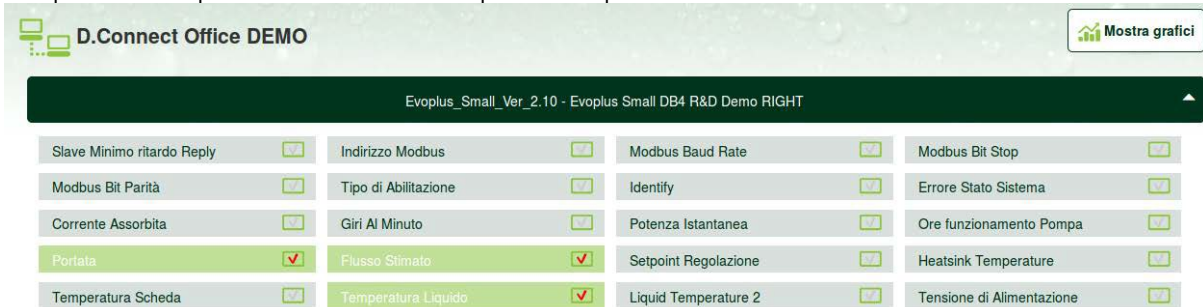 D.Connect Office DEMO
Mostra grafici
Evoplus_Small_Ver_2.10 - Evoplus Small DB4 R&D Demo RIGHT
Slave Minimo ritardo Reply Indirizzo Modbus Modbus Baud Rate Modbus Bit Stop
Modbus Bit Parità Tipo di Abilitazione Identify Errore Stato Sistema
Corrente Assorbita Giri Al Minuto Potenza Istantanea Ore funzionamento Pompa
Portata Flusso Stimato Setpoint Regolazione Heatsink Temperature
Temperatura Scheda Temperatura Liquido Liquid Temperature 2 Tensione di Alimentazione